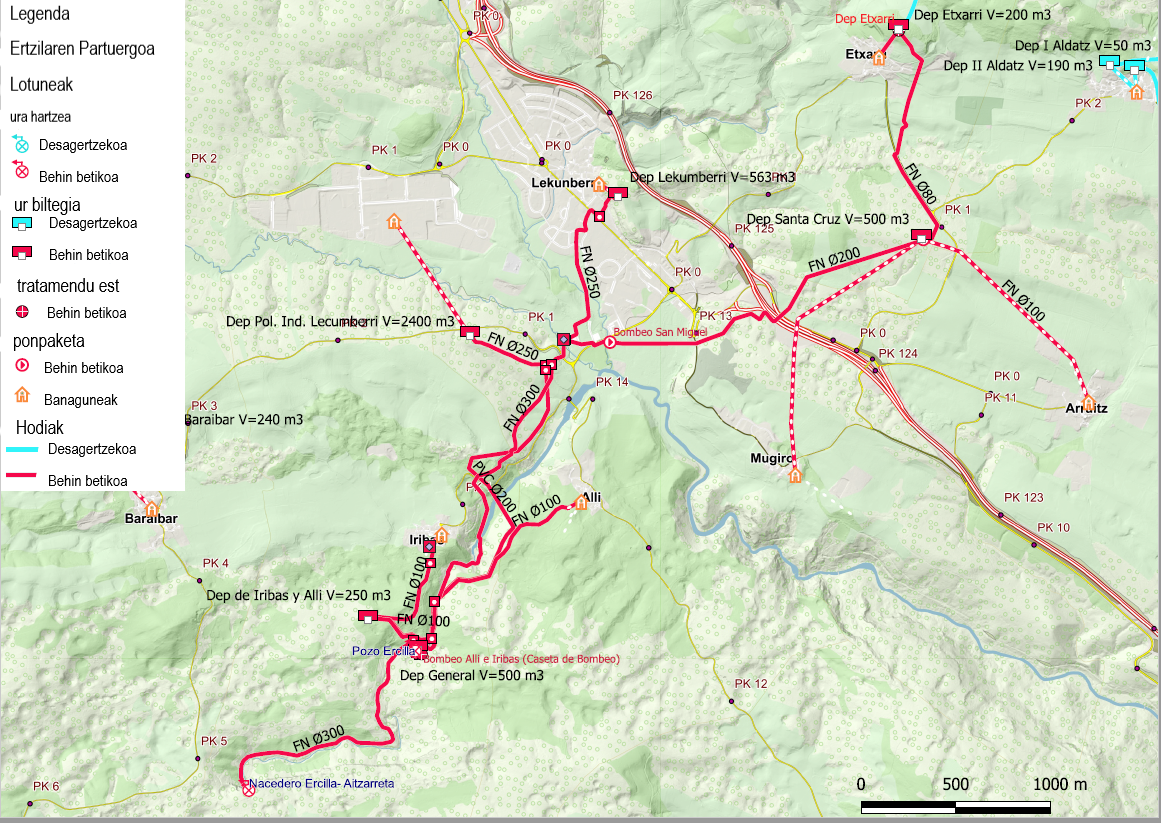 Legenda
Ertzilaren Partuergoa
Lotuneak
ura hartzea
Desagertzekoa
Behin betikoa
ur biltegia
Desagertzekoa
Behin betikoa
tratamendu est
Behin betikoa
ponpaketa
Behin betikoa
Banaguneak
Hodiak
Desagertzekoa
Behin betikoa
PK 0
Dep Etxarri
Dep Etxarri V=200 m3
Dep I Aldatz V=50 m3
Dep II Aldatz V=190 m3
PK 126
PK 2
PK 2
PK 1
PK 0
PK 0
Lekunberri
Dep Lekumberri V=563 m3
FN Ø80
Dep Santa Cruz V=500 m3
PK 1
PK 125
FN Ø200
FN Ø250
PK 0
FN Ø100
Dep Pol. Ind. Lecumberri V=2400 m3
PK 1
PK 13
Bombeo San Miguel
FN Ø250
PK 0
PK 124
PK 14
PK 0
PK 11
PK 3
FN Ø300
Baraibar V=240 m3
Arruitz
Mugiro
PVC Ø200
Alli
FN Ø100
PK 123
PK 10
Baraibar
Iribas
PK 4
FN Ø100
Dep de Iribas y Alli V=250 m3
FN Ø100
Pozo Ercilla
Bombeo Alli e Iribas (Caseta de Bombeo)
Dep General V=500 m3
PK 12
FN Ø300
PK 5
Nacedero Ercilla- Aitzarreta
PK 6
0 500 1000 m